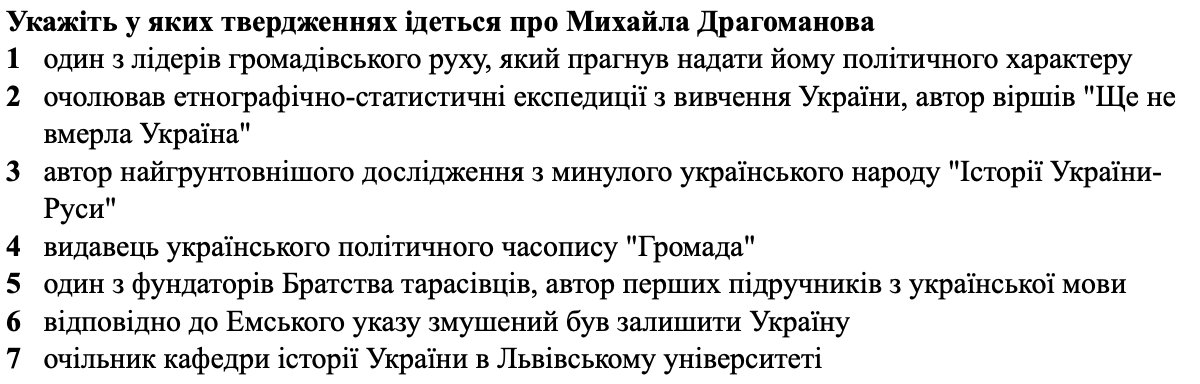 Укажіть у яких твердженнях ідеться про Михайла Драгоманова
1 один з лідерів громадівського руху, який прагнув надати йому політичного характеру
2 очолював етнографічно-статистичні експедиції з вивчення України, автор віршів "Ще не
вмерла Україна"
3 автор найгрунтовнішого дослідження з минулого українського народу "Історії України-
Руси"
4 видавець українського політичного часопису "Громада"
5 один з фундаторів Братства тарасівців, автор перших підручників з української мови
6 відповідно до Емського указу змушений був залишити Україну
7 очільник кафедри історії України в Львівському університеті